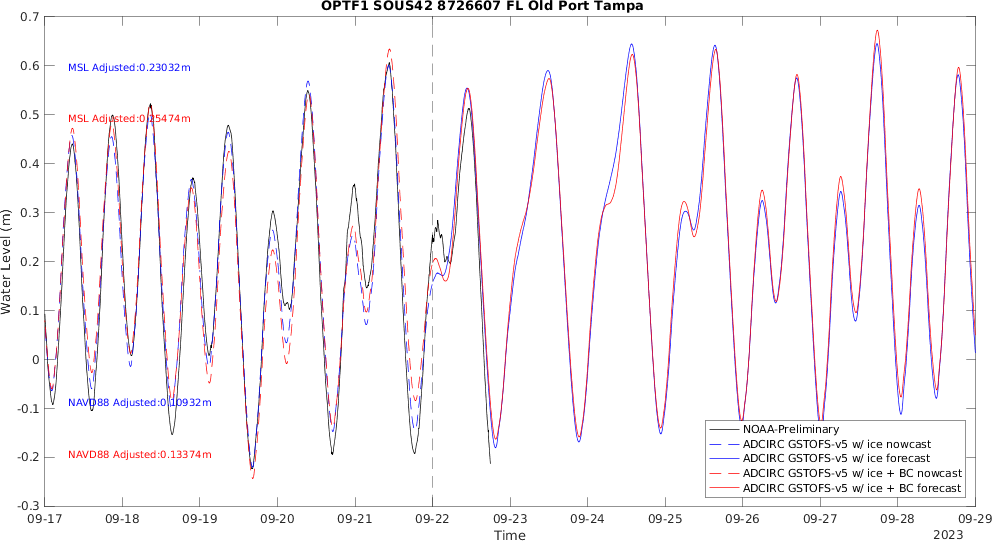 OPTF1 SOUS42 8726607 FL Old Port Tampa
0.7
0.6
0.5
0.4
0.3
0.2
0.1
0
-0.1
-0.2
-0.3
Water Level (m)
MSL Adjusted:0.23032m
MSL Adjusted:0.25474m
NAVD88 Adjusted:0.10932m
NAVD88 Adjusted:0.13374m
NOAA-Preliminary
ADCIRC GSTOFS-v5 w/ ice nowcast
ADCIRC GSTOFS-v5 w/ ice forecast
ADCIRC GSTOFS-v5 w/ ice + BC nowcast
ADCIRC GSTOFS-v5 w/ ice + BC forecast
09-17 09-18 09-19 09-20 09-21 09-22 09-23 09-24 09-25 09-26 09-27 09-28 09-29
Time
2023